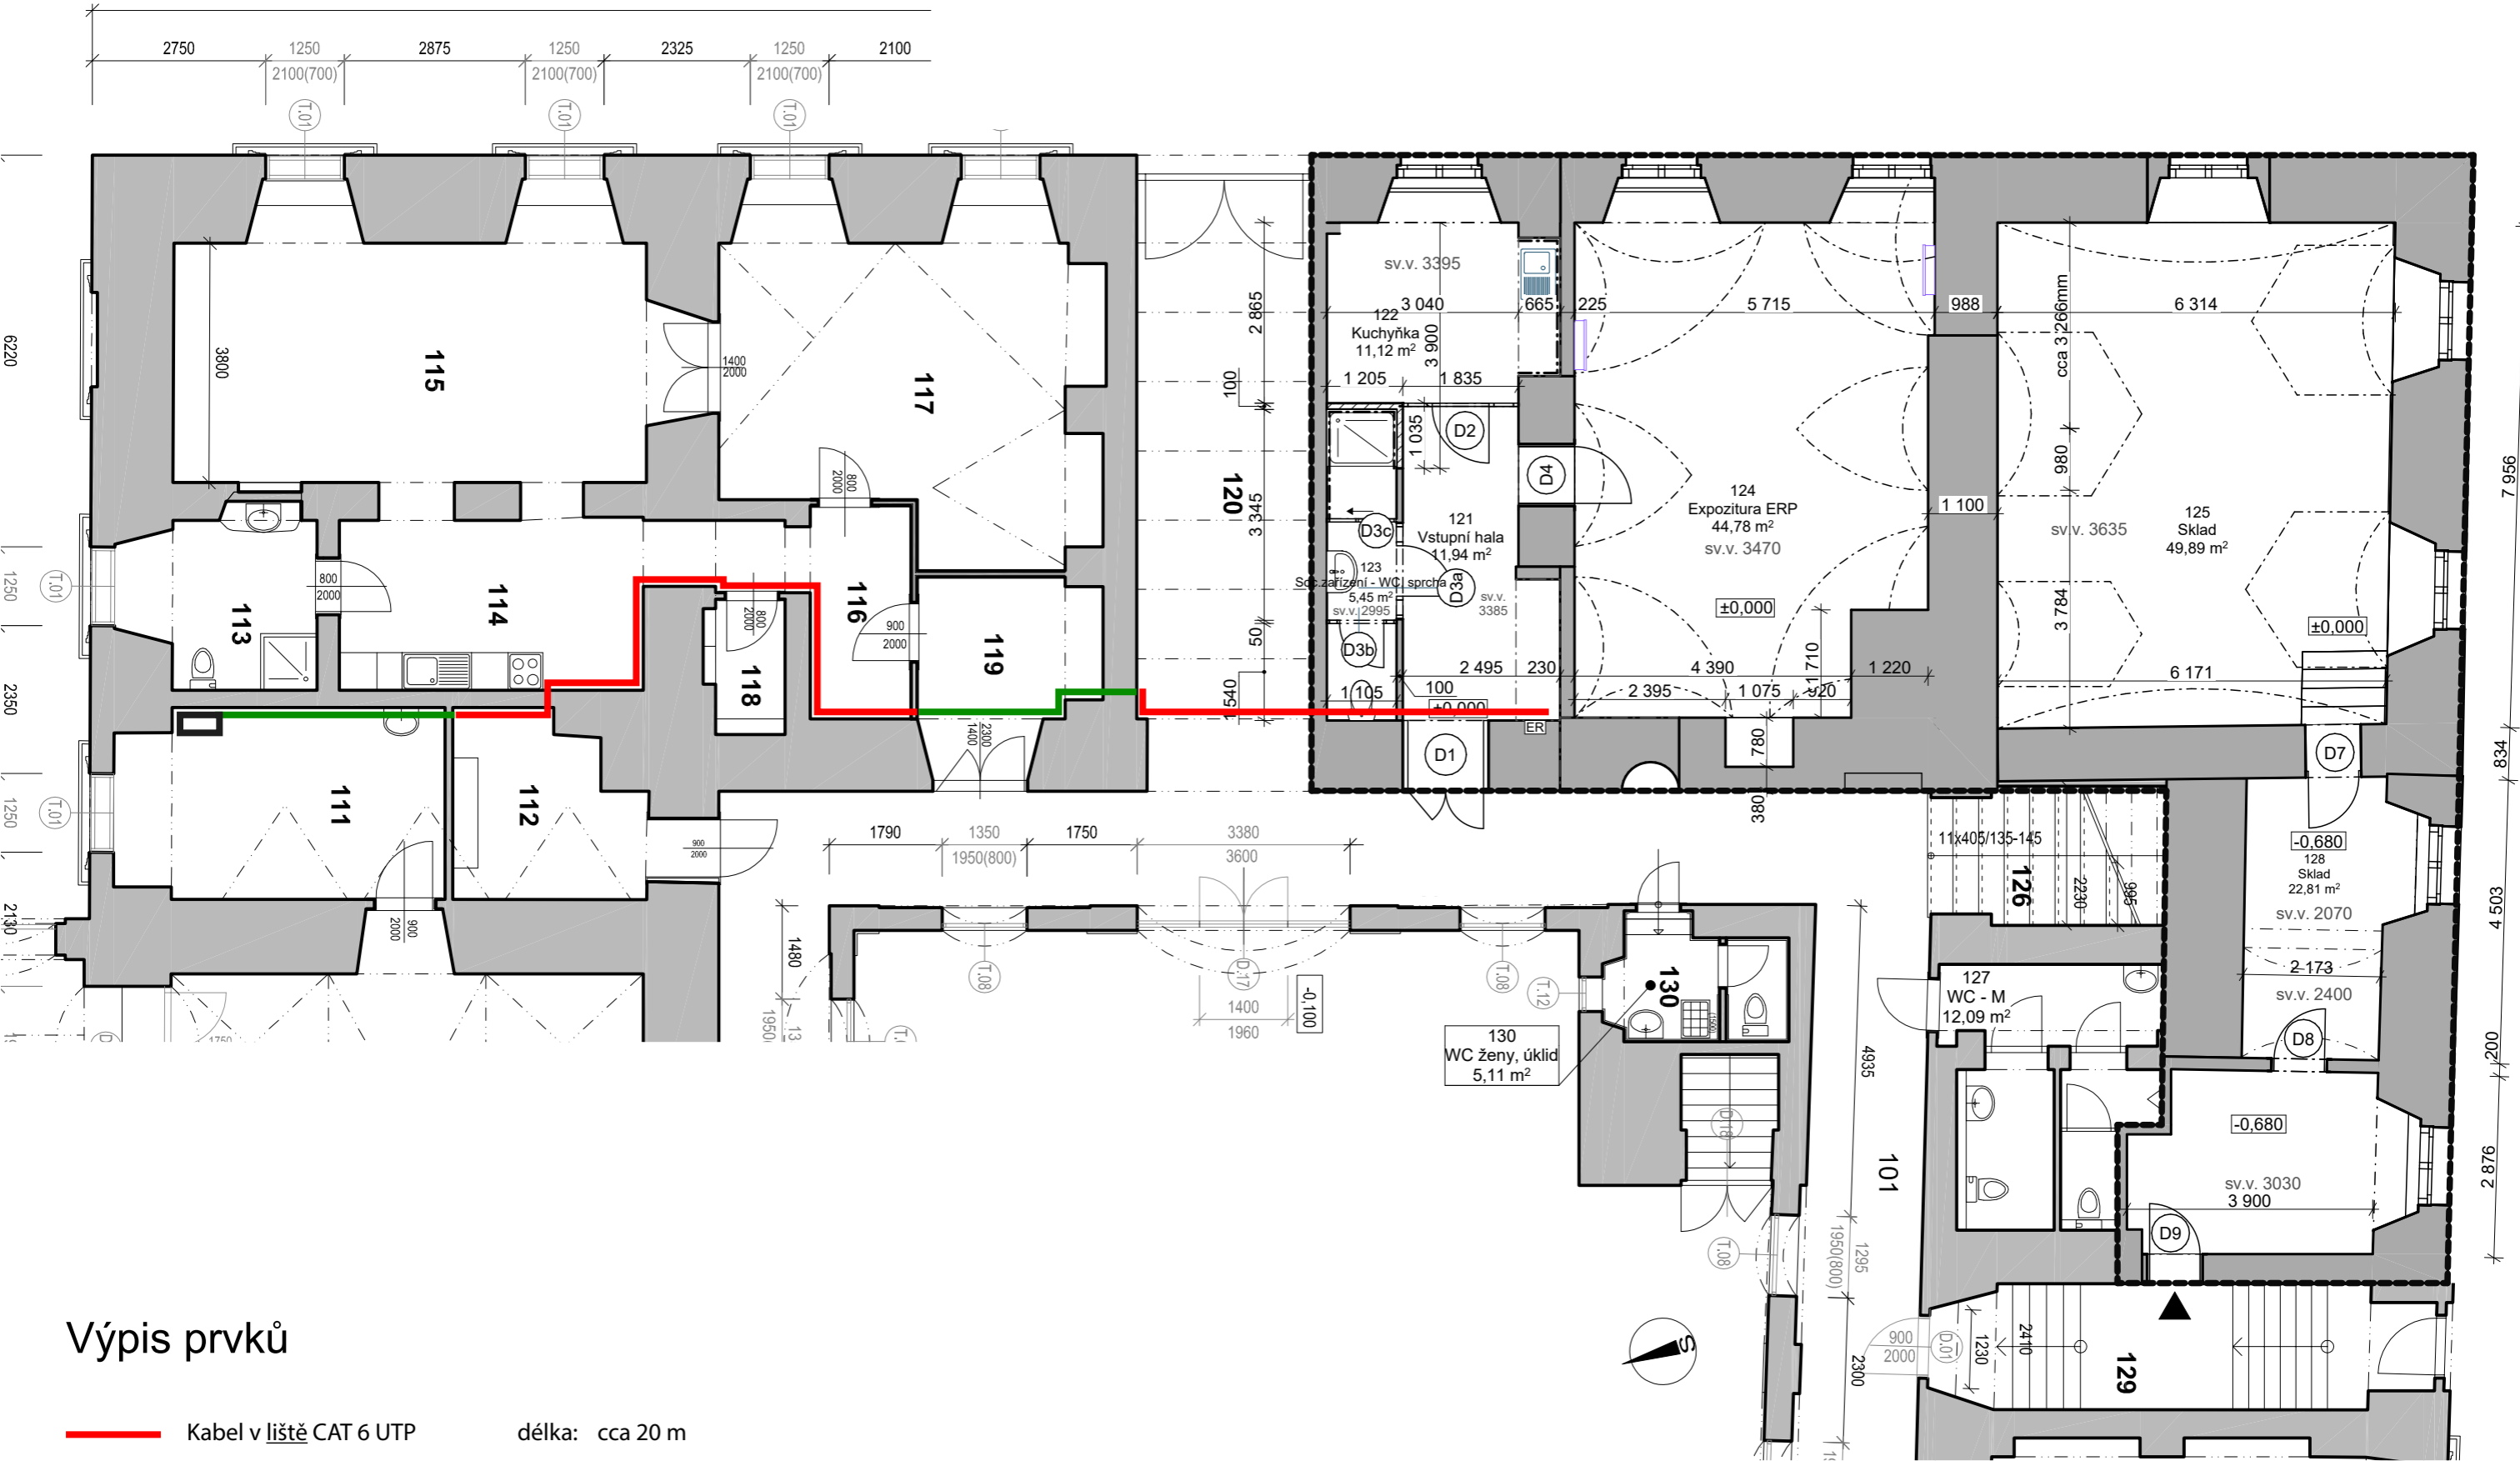 2750
1250
2100(700)
2875
1250
2100(700)
2325
1250
2100(700)
2100
T.01
T.01
T.01
6220
1250
2350
1250
2130
T.01
T.01
3800
115
1400
2000
117
800
2000
113
800
2000
114
800
2000
118
116
900
2000
119
111
112
900
2000
900
2000
2300
1400
1750
120
2 865
100
3 345
50
1 540
sv.v. 3395
3 040
665
225
5 715
988
6 314
122
Kuchyňka
11,12 m²
3 900
1 205
1 835
1 035
D2
D4
D3c
121
Vstupní hala
11,94 m²
123
Soc.zařízení - WC, sprcha
5,45 m²
sv.v. 2995
D3a
sv.v.
3385
D3b
2 495
230
1 105
100
±0,000
ER
D1
124
Expozitura ERP
44,78 m²
sv.v. 3470
±0,000
4 390
1 710
1 220
2 395
1 075
920
780
380
1 100
cca 3 266mm
980
3 784
sv.v. 3635
125
Sklad
49,89 m²
±0,000
6 171
D7
7 956
834
4 503
200
2 876
11x405/135-145
126
2230
995
-0,680
128
Sklad
22,81 m²
sv.v. 2070
2 173
sv.v. 2400
D8
127
WC - M
12,09 m²
-0,680
sv.v. 3030
3 900
D9
1790
1350
1950(800)
1750
3380
3600
1480
T.08
D.17
1400
1960
-0,100
T.08
T.12
130
(1500)
130
WC ženy, úklid
5,11 m²
D.18
4935
101
T.08
1295
1950(800)
2300
900
2000
D.01
1230
2410
129
S
Výpis prvků
Kabel v liště CAT 6 UTP délka: cca 20 m